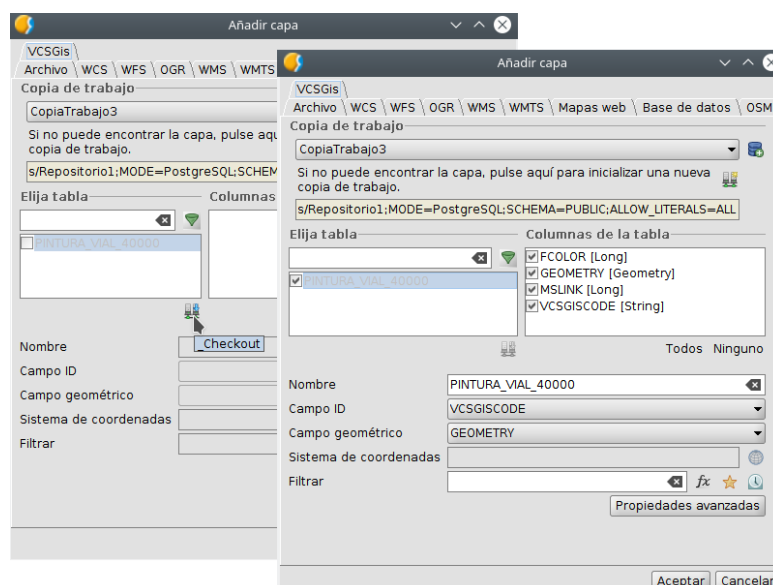 Añadir capa
VCSGis
Archivo WCS WFS OGR WMS WMTS
Copia de trabajo
CopiaTrabajo3
Si no puede encontrar la capa, pulse aqu
copia de trabajo.
s/Repositorio1;MODE=PostgreSQL;SCHEM
Elija tabla Columnas
PINTURA_VIAL_40000
_Checkout
Nombre
Campo ID
Campo geométrico
Sistema de coordenadas
Filtrar
Añadir capa
VCSGis
Archivo WCS WFS OGR WMS WMTS Mapas web Base de datos OSM
Copia de trabajo
CopiaTrabajo3
Si no puede encontrar la capa, pulse aquí para inicializar una nueva
copia de trabajo.
s/Repositorio1;MODE=PostgreSQL;SCHEMA=PUBLIC;ALLOW_LITERALS=ALL
Elija tabla Columnas de la tabla
PINTURA_VIAL_40000
FCOLOR [Long]
GEOMETRY [Geometry]
MSLINK [Long]
VCSGISCODE [String]
Todos Ninguno
Nombre PINTURA_VIAL_40000
Campo ID VCSGISCODE
Campo geométrico GEOMETRY
Sistema de coordenadas
Filtrar fx
Propiedades avanzadas
Aceptar Cancelar